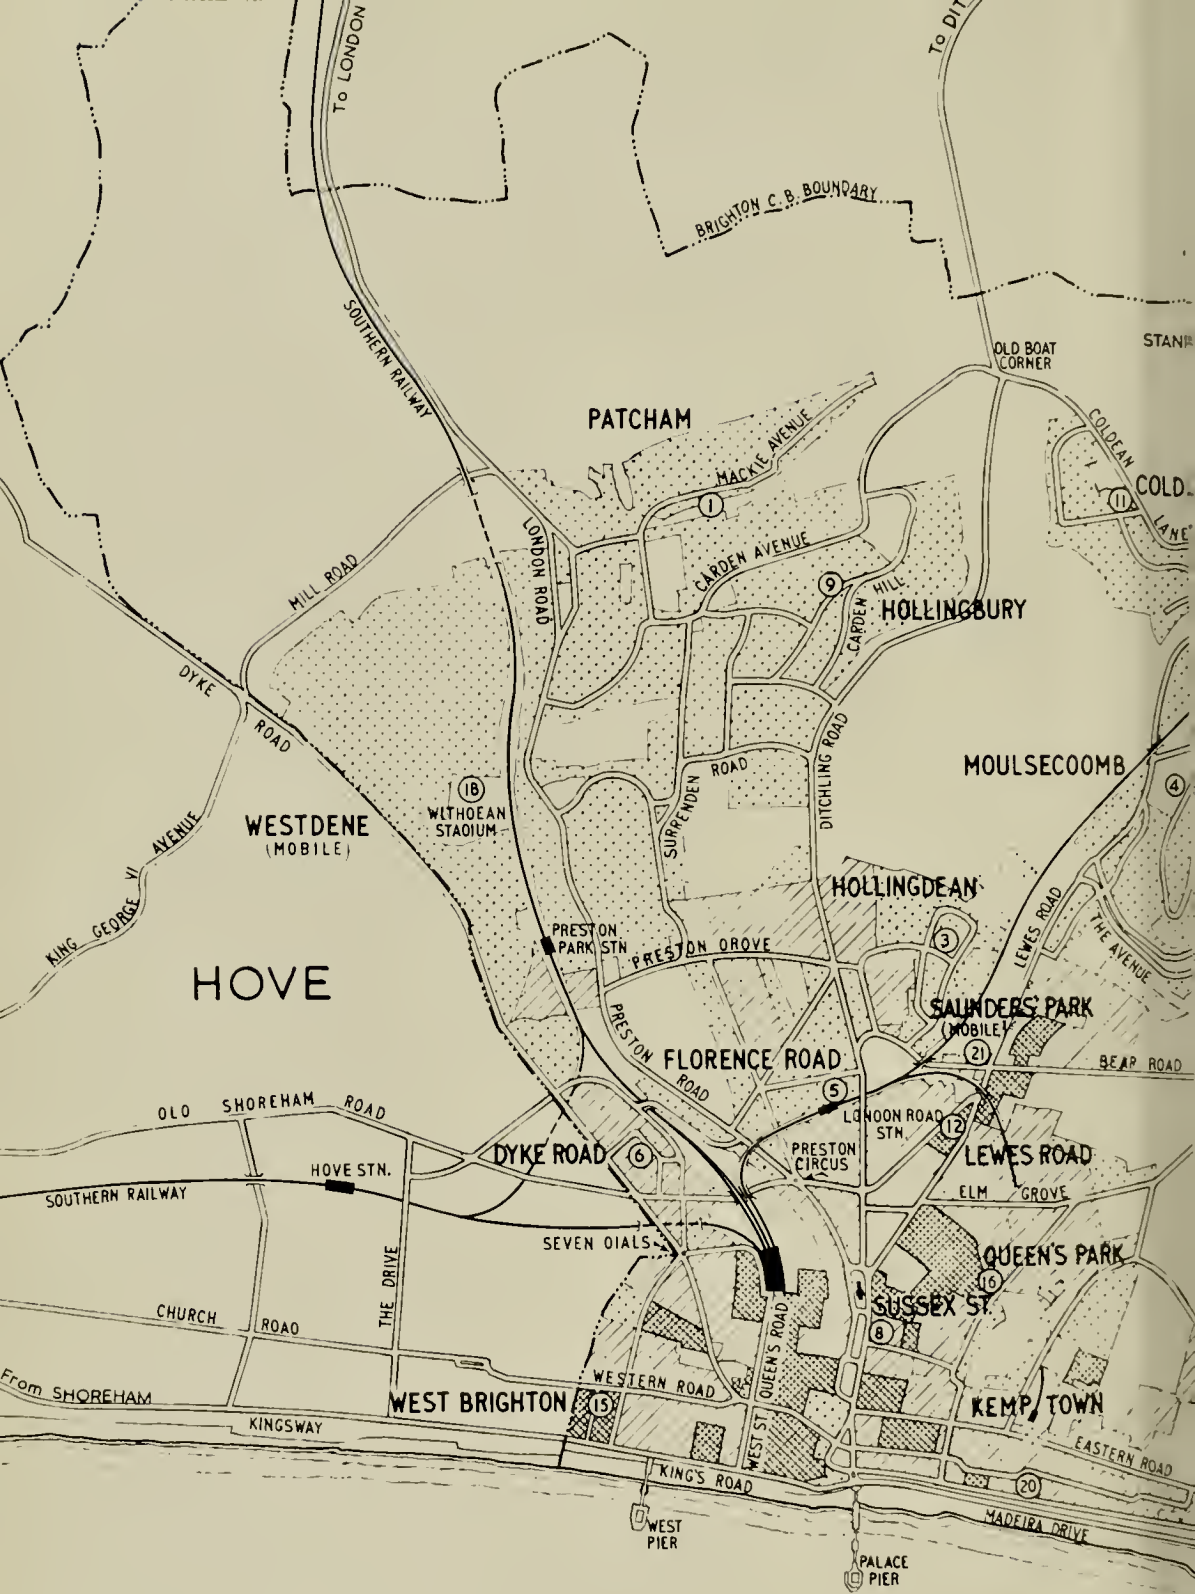 To LONDON
To DIT
BRIGHTON C.B. BOUNDARY
STAN
OLD BOAT
CORNER
SOUTHERN RAILWAY
PATCHAM
MACKIE AVENUE
1
COLDEAN
LANE
COLD
11
LONDON ROAD
CARDEN AVENUE
MILL ROAD
9
CARDEN HILL
HOLLINGBURY
DYKE
ROAD
DITCHLING ROAD
MOULSECOOMB
4
SURRENDEN
ROAD
18
WITHDEAN
STADIUM
WESTDENE
(MOBILE)
KING GEORGE VI AVENUE
HOLLINGDEAN
3
LEWES ROAD
THE AVENUE
PRESTON
PARK STN
PRESTON DROVE
HOVE
SAUNDERS' PARK
(MOBILE)
21
BEAR ROAD
PRESTON
ROAD
FLORENCE ROAD
5
OLD SHOREHAM ROAD
LONDON ROAD
STN.
12
DYKE ROAD
6
PRESTON
CIRCUS
LEWES ROAD
HOVE STN.
SOUTHERN RAILWAY
ELM GROVE
SEVEN DIALS
THE DRIVE
QUEEN'S PARK
16
SUSSEX ST.
8
CHURCH
ROAD
QUEEN'S ROAD
WESTERN ROAD
From SHOREHAM
WEST BRIGHTON
15
KEMP TOWN
KINGSWAY
WEST ST
EASTERN ROAD
KING'S ROAD
20
MADEIRA DRIVE
WEST
PIER
PALACE
PIER